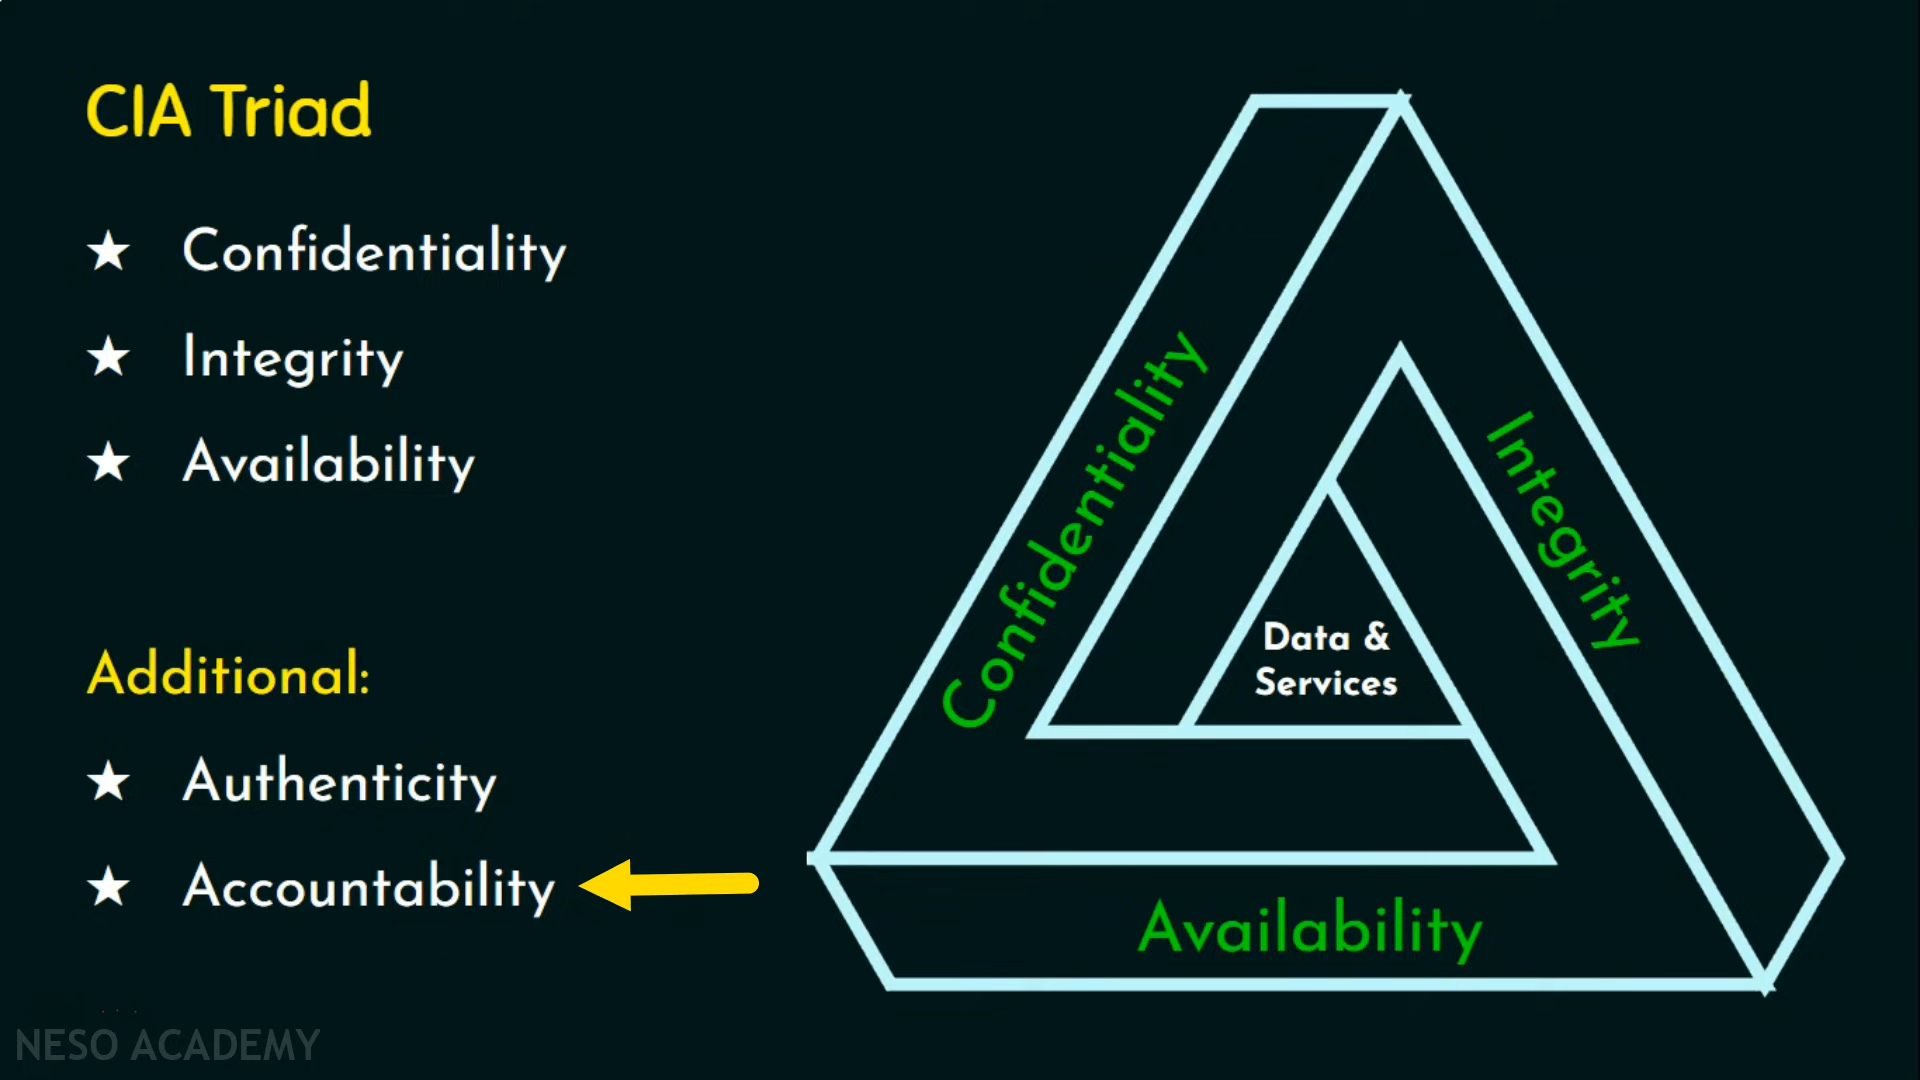 CIA Triad
★ Confidentiality
★ Integrity
★ Availability
Additional:
★ Authenticity
★ Accountability
Confidentiality
Integrity
Data &
Services
Availability
NESO ACADEMY